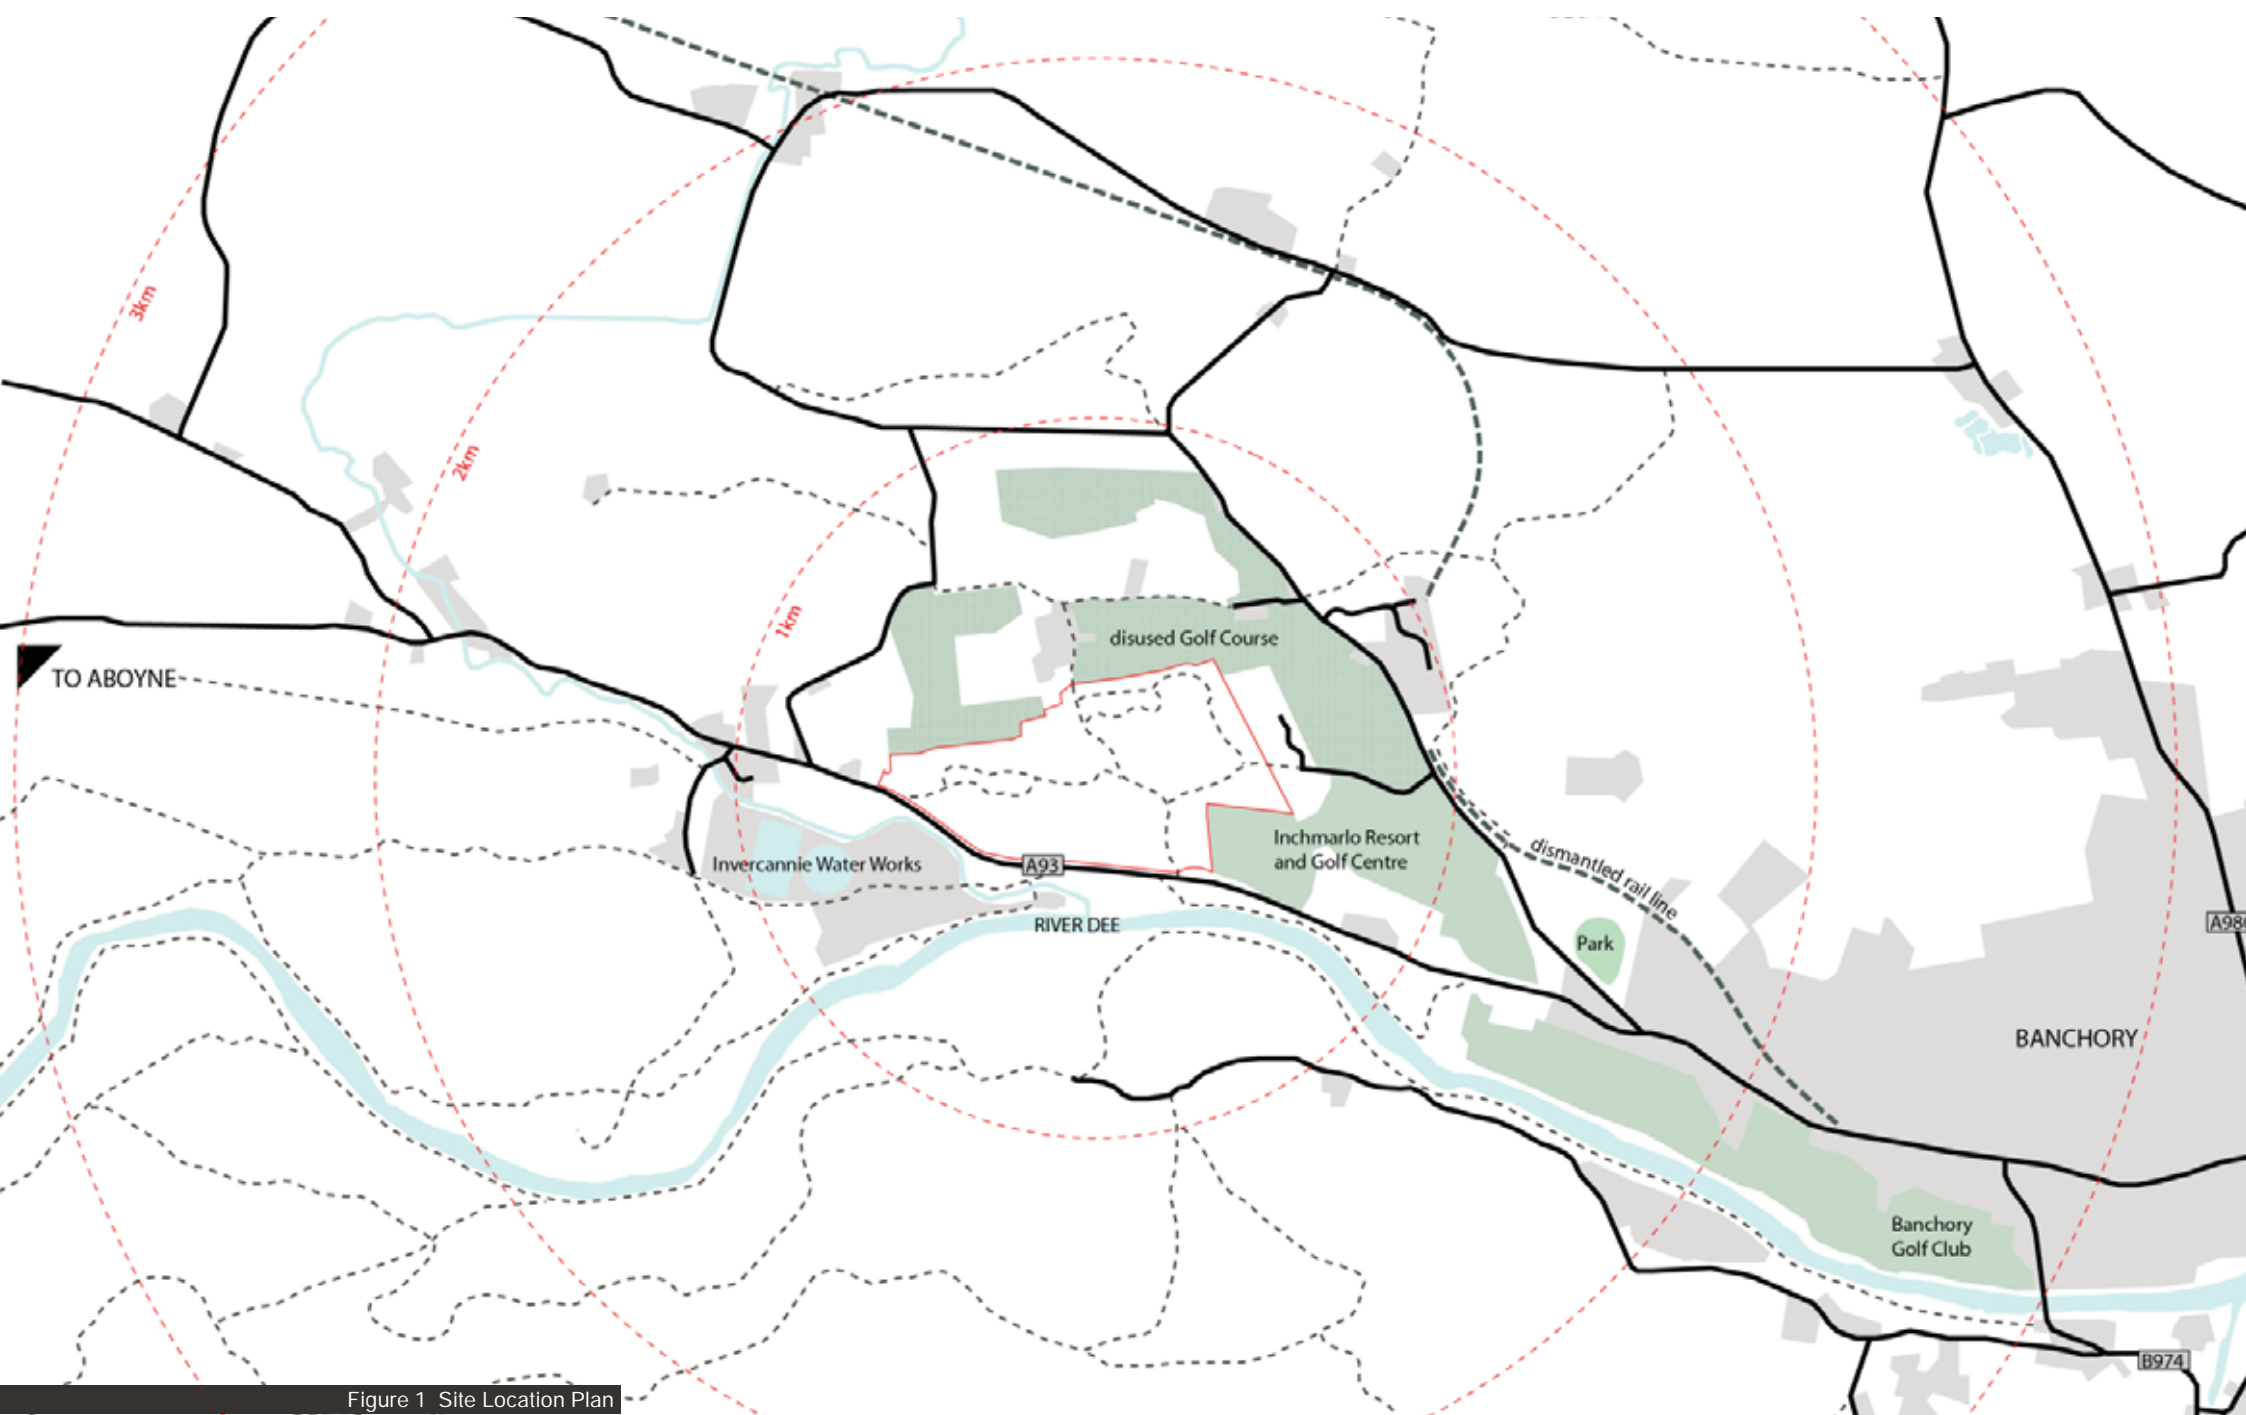 3km
2km
1km
disused Golf Course
TO ABOYNE
Inchmarlo Resort
and Golf Centre
dismantled rail line
Invercannie Water Works
A93
RIVER DEE
Park
A980
BANCHORY
Banchory
Golf Club
B974
Figure 1 Site Location Plan